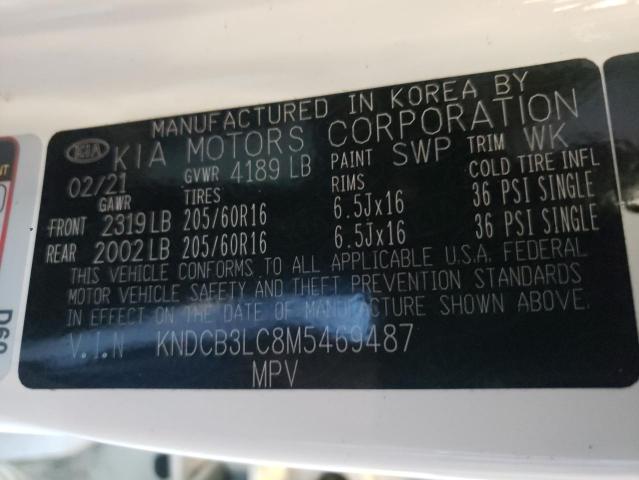 MANUFACTURED IN KOREA BY
KIA KIA MOTORS CORPORATION
02/21 GVWR 4189 LB PAINT SWP TRIM WK
GAWR TIRES RIMS COLD TIRE INFL
FRONT 2319 LB 205/60R16 6.5Jx16 36 PSI SINGLE
REAR 2002 LB 205/60R16 6.5Jx16 36 PSI SINGLE
THIS VEHICLE CONFORMS TO ALL APPLICABLE U.S.A. FEDERAL
MOTOR VEHICLE SAFETY AND THEFT PREVENTION STANDARDS
IN EFFECT ON THE DATE OF MANUFACTURE SHOWN ABOVE.
V.I.N KNDCB3LC8M5469487
MPV